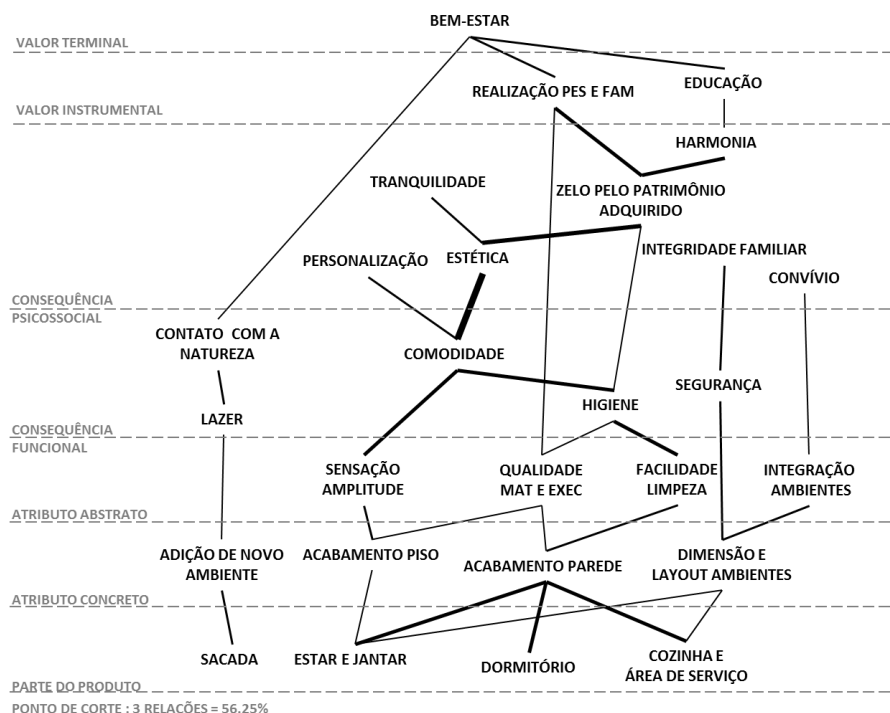 BEM-ESTAR
VALOR TERMINAL
REALIZAÇÃO PES E FAM
EDUCAÇÃO
VALOR INSTRUMENTAL
HARMONIA
TRANQUILIDADE
ZELO PELO PATRIMÔNIO
ADQUIRIDO
PERSONALIZAÇÃO
ESTÉTICA
INTEGRIDADE FAMILIAR
CONVÍVIO
CONSEQUÊNCIA
PSICOSSOCIAL
CONTATO COM A
NATUREZA
COMODIDADE
SEGURANÇA
HIGIENE
LAZER
CONSEQUÊNCIA
FUNCIONAL
SENSAÇÃO
AMPLITUDE
QUALIDADE
MAT E EXEC
FACILIDADE
LIMPEZA
INTEGRAÇÃO
AMBIENTES
ATRIBUTO ABSTRATO
ADIÇÃO DE NOVO
AMBIENTE
ACABAMENTO PISO
ACABAMENTO PAREDE
DIMENSÃO E
LAYOUT AMBIENTES
ATRIBUTO CONCRETO
SACADA
ESTAR E JANTAR
DORMITÓRIO
COZINHA E
ÁREA DE SERVIÇO
PARTE DO PRODUTO
PONTO DE CORTE : 3 RELAÇÕES = 56,25%